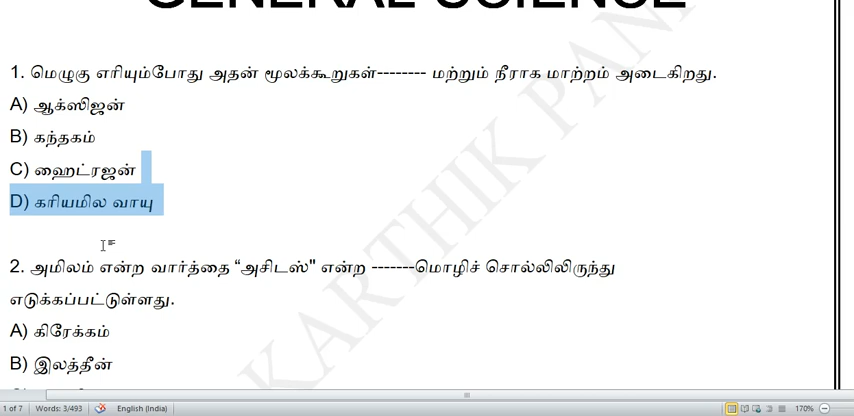 GENERAL SCIENCE
1. மெழுகு எரியும்போது அதன் மூலக்கூறுகள்-------- மற்றும் நீராக மாற்றம் அடைகிறது.
A) ஆக்ஸிஜன்
B) கந்தகம்
C) ஹைட்ரஜன்
D) கரியமில வாயு
2. அமிலம் என்ற வார்த்தை “அசிடஸ்" என்ற -------மொழிச் சொல்லிலிருந்து
எடுக்கப்பட்டுள்ளது.
A) கிரேக்கம்
B) இலத்தீன்
KARTHIK PAN
1 of 7 Words: 3/493 English (India) 170%